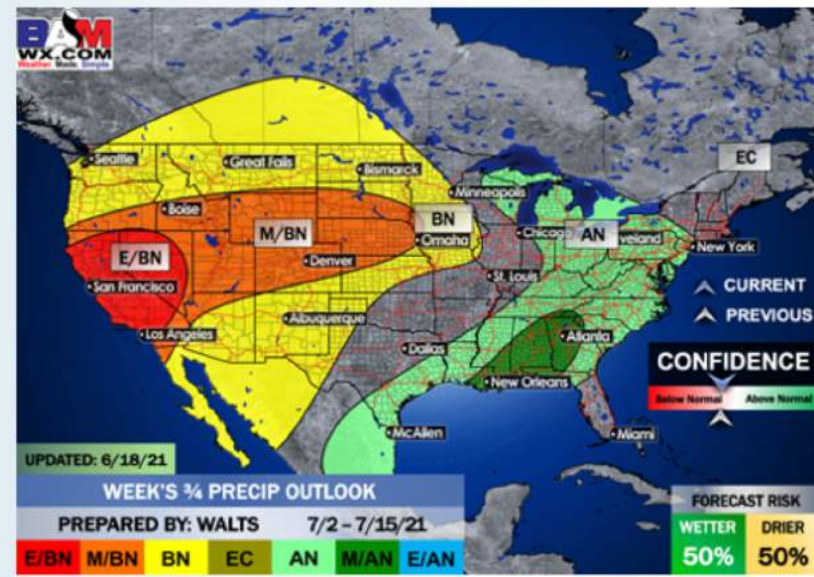 BAM
WX.COM
Weather Made Simple
Seattle
Great Falls
Bismarck
EC
Minneapolis
Boise
BN
M/BN
Omaha
Chicago
AN
veland
New York
E/BN
Denver
San Francisco
St. Louis
CURRENT
PREVIOUS
Los Angeles
Albuquerque
Atlanta
Dallas
CONFIDENCE
New Orleans
Below Normal
Above Normal
McAllen
Miami
UPDATED: 6/18/21
WEEK'S ¾ PRECIP OUTLOOK
PREPARED BY: WALTS 7/2 – 7/15/21
E/BN M/BN BN EC AN M/AN E/AN
FORECAST RISK
WETTER DRIER
50% 50%